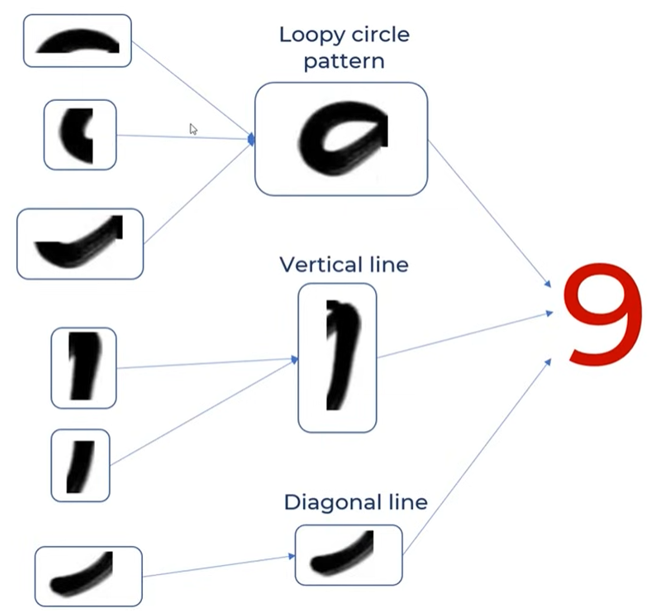 Loopy circle
pattern
Vertical line
9
Diagonal line